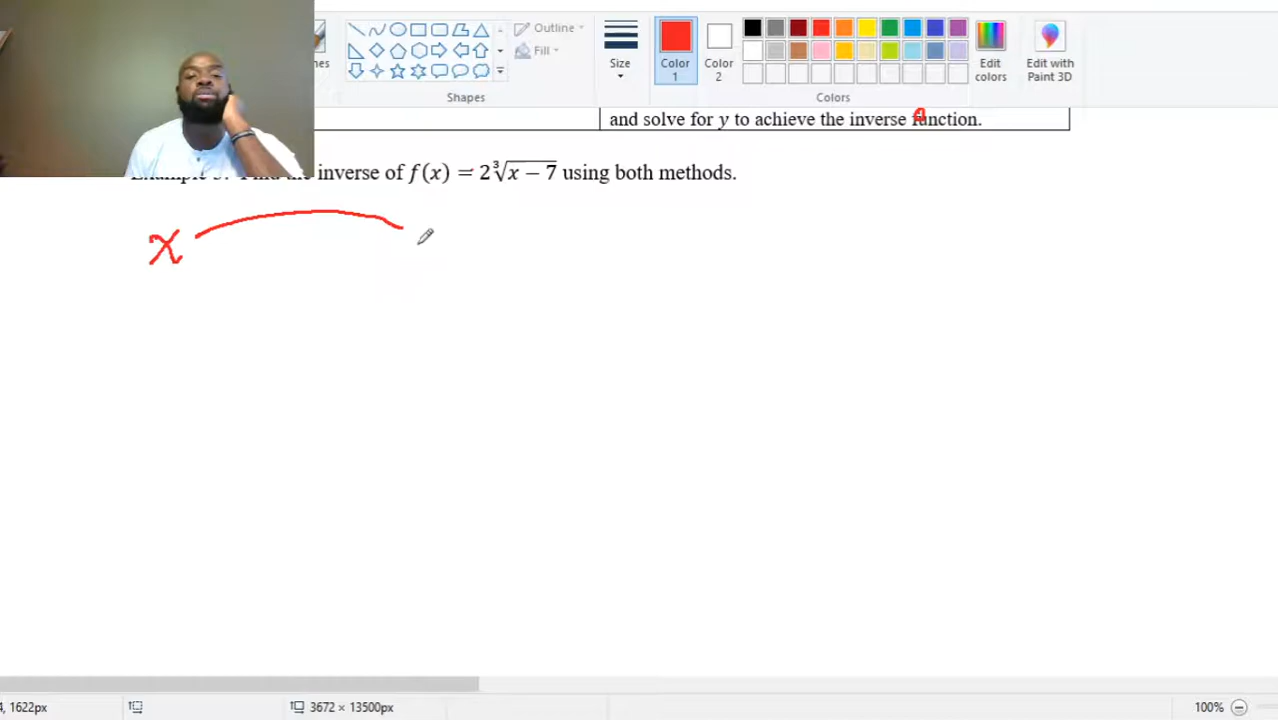 Outline
Fill
Shapes
Size
Color 1
Color 2
Edit colors
Edit with Paint 3D
Colors
and solve for y to achieve the inverse function.
inverse of f(x) = 2∛x − 7 using both methods.
x
1622px
3672 × 13500px
100%